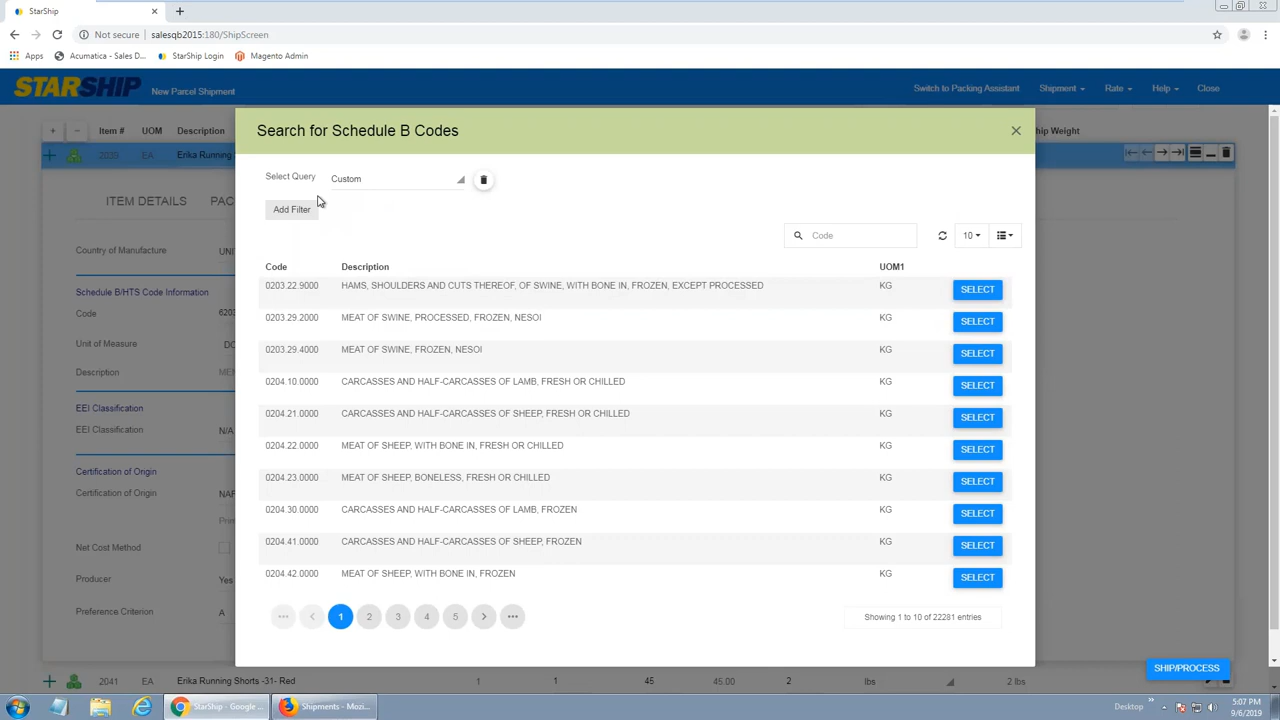 StarShip
Not secure | salesqb2015:180/ShipScreen
Apps Acumatica - Sales D... StarShip Login Magento Admin
STARSHIP New Parcel Shipment Switch to Packing Assistant Shipment Rate Help Close
Item # UOM Description Ship Weight
2035 EA Erika Running S
Search for Schedule B Codes
Select Query Custom
Add Filter
Code 10
ITEM DETAILS PAC
Country of Manufacture UNI
Schedule B/HTS Code Information
Code 620
Unit of Measure DO
Description MEN
EEI Classification
EEI Classification N/A
Certification of Origin
Certification of Origin NAF
Prin
Net Cost Method
Producer Yes
Preference Criterion A
Code Description UOM1
0203.22.9000 HAMS, SHOULDERS AND CUTS THEREOF, OF SWINE, WITH BONE IN, FROZEN, EXCEPT PROCESSED KG SELECT
0203.29.2000 MEAT OF SWINE, PROCESSED, FROZEN, NESOI KG SELECT
0203.29.4000 MEAT OF SWINE, FROZEN, NESOI KG SELECT
0204.10.0000 CARCASSES AND HALF-CARCASSES OF LAMB, FRESH OR CHILLED KG SELECT
0204.21.0000 CARCASSES AND HALF-CARCASSES OF SHEEP, FRESH OR CHILLED KG SELECT
0204.22.0000 MEAT OF SHEEP, WITH BONE IN, FRESH OR CHILLED KG SELECT
0204.23.0000 MEAT OF SHEEP, BONELESS, FRESH OR CHILLED KG SELECT
0204.30.0000 CARCASSES AND HALF-CARCASSES OF LAMB, FROZEN KG SELECT
0204.41.0000 CARCASSES AND HALF-CARCASSES OF SHEEP, FROZEN KG SELECT
0204.42.0000 MEAT OF SHEEP, WITH BONE IN, FROZEN KG SELECT
1 2 3 4 5 Showing 1 to 10 of 22281 entries
SHIP/PROCESS
2041 EA Erika Running Shorts -31- Red 1 1 45 45.00 2 lbs 2 lbs
StarShip - Google ... Shipments - Mozi... Desktop 5:07 PM
9/6/2019